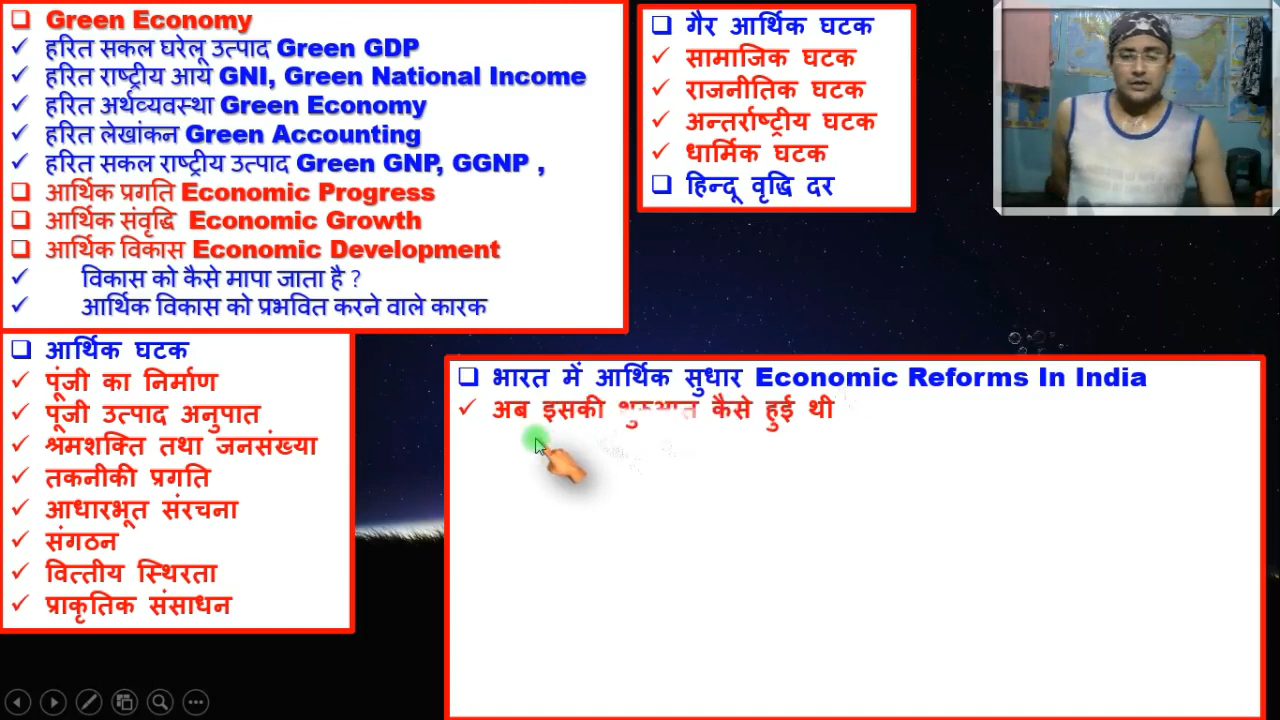 Green Economy
हरित सकल घरेलू उत्पाद Green GDP
हरित राष्ट्रीय आय GNI, Green National Income
हरित अर्थव्यवस्था Green Economy
हरित लेखांकन Green Accounting
हरित सकल राष्ट्रीय उत्पाद Green GNP, GGNP ,
आर्थिक प्रगति Economic Progress
आर्थिक संवृद्धि Economic Growth
आर्थिक विकास Economic Development
विकास को कैसे मापा जाता है ?
आर्थिक विकास को प्रभवित करने वाले कारक
गैर आर्थिक घटक
सामाजिक घटक
राजनीतिक घटक
अन्तर्राष्ट्रीय घटक
धार्मिक घटक
हिन्दू वृद्धि दर
आर्थिक घटक
पूंजी का निर्माण
पूंजी उत्पाद अनुपात
श्रमशक्ति तथा जनसंख्या
तकनीकी प्रगति
आधारभूत संरचना
संगठन
वित्तीय स्थिरता
प्राकृतिक संसाधन
भारत में आर्थिक सुधार Economic Reforms In India
अब इसकी शुरुआत कैसे हुई थी